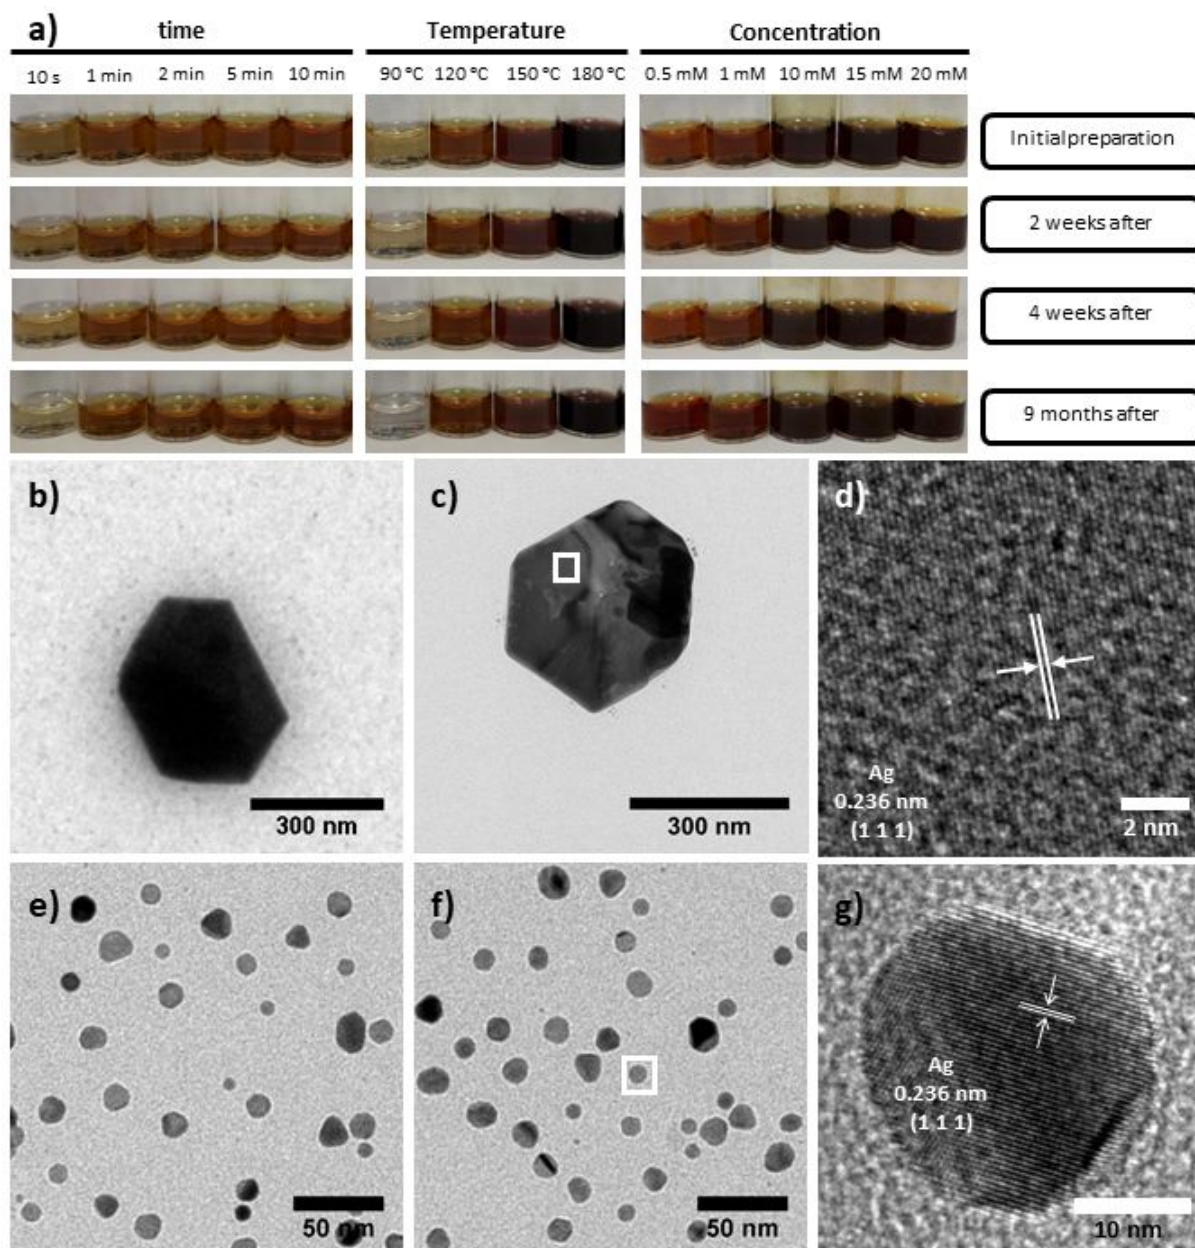 a)
time
Temperature
Concentration
10 s 1 min 2 min 5 min 10 min
90 °C 120 °C 150 °C 180 °C
0.5 mM 1 mM 10 mM 15 mM 20 mM
Initial preparation
2 weeks after
4 weeks after
9 months after
b)
300 nm
c)
300 nm
d)
Ag
0.236 nm
(1 1 1)
2 nm
e)
50 nm
f)
50 nm
g)
Ag
0.236 nm
(1 1 1)
10 nm